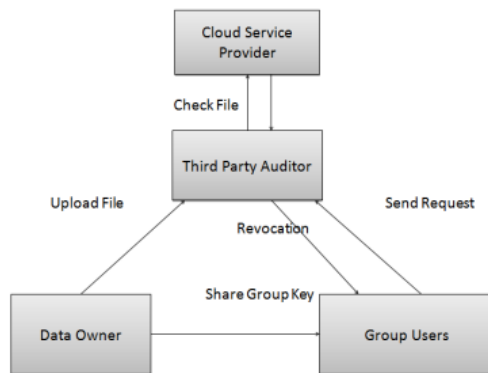 Cloud Service
Provider
Check File
Third Party Auditor
Upload File
Send Request
Revocation
Share Group Key
Data Owner
Group Users